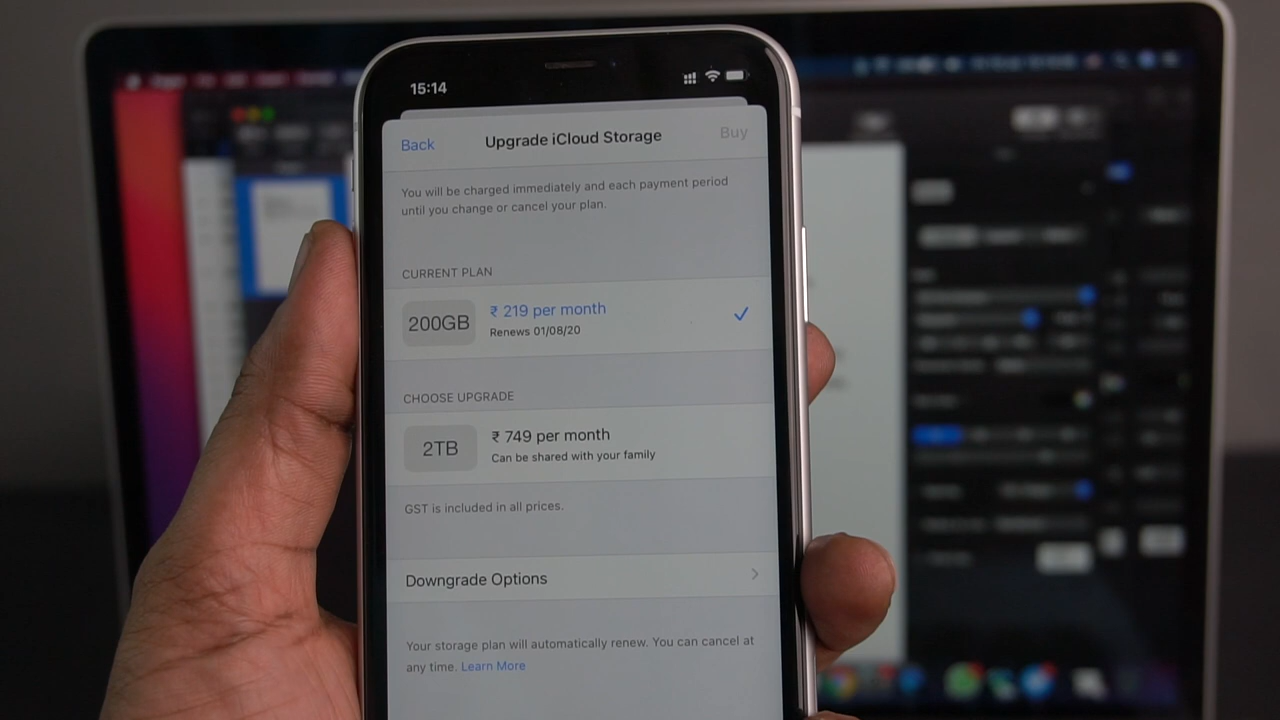 15:14
Back
Upgrade iCloud Storage
Buy
You will be charged immediately and each payment period
until you change or cancel your plan.
CURRENT PLAN
200GB
₹ 219 per month
Renews 01/08/20
CHOOSE UPGRADE
2TB
₹ 749 per month
Can be shared with your family
GST is included in all prices.
Downgrade Options
Your storage plan will automatically renew. You can cancel at
any time. Learn More